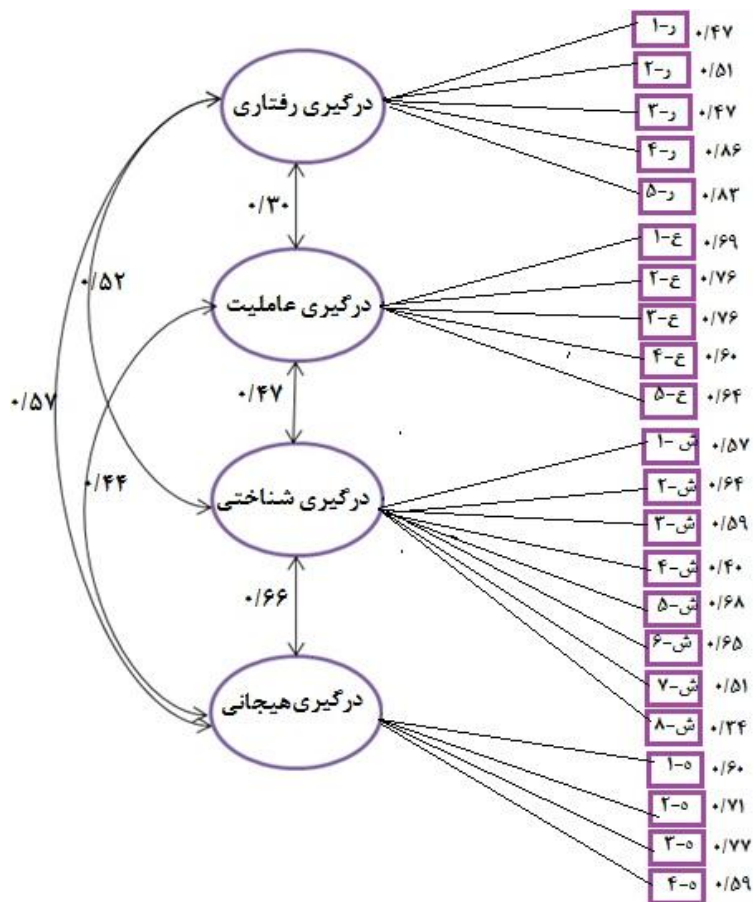 درگیری رفتاری
درگیری عاملیت
درگیری شناختی
درگیری هیجانی
۰/۳۰
۰/۵۲
۰/۴۷
۰/۵۷
۰/۴۴
۰/۶۶
ر-۱ ۰/۴۷
ر-۲ ۰/۵۱
ر-۳ ۰/۴۷
ر-۴ ۰/۸۶
ر-۵ ۰/۸۳
ع-۱ ۰/۶۹
ع-۲ ۰/۷۶
ع-۳ ۰/۷۶
ع-۴ ۰/۶۰
ع-۵ ۰/۶۴
ش-۱ ۰/۵۷
ش-۲ ۰/۶۴
ش-۳ ۰/۵۹
ش-۴ ۰/۴۰
ش-۵ ۰/۶۸
ش-۶ ۰/۶۵
ش-۷ ۰/۵۱
ش-۸ ۰/۳۴
ه-۱ ۰/۶۰
ه-۲ ۰/۷۱
ه-۳ ۰/۷۷
ه-۴ ۰/۵۹